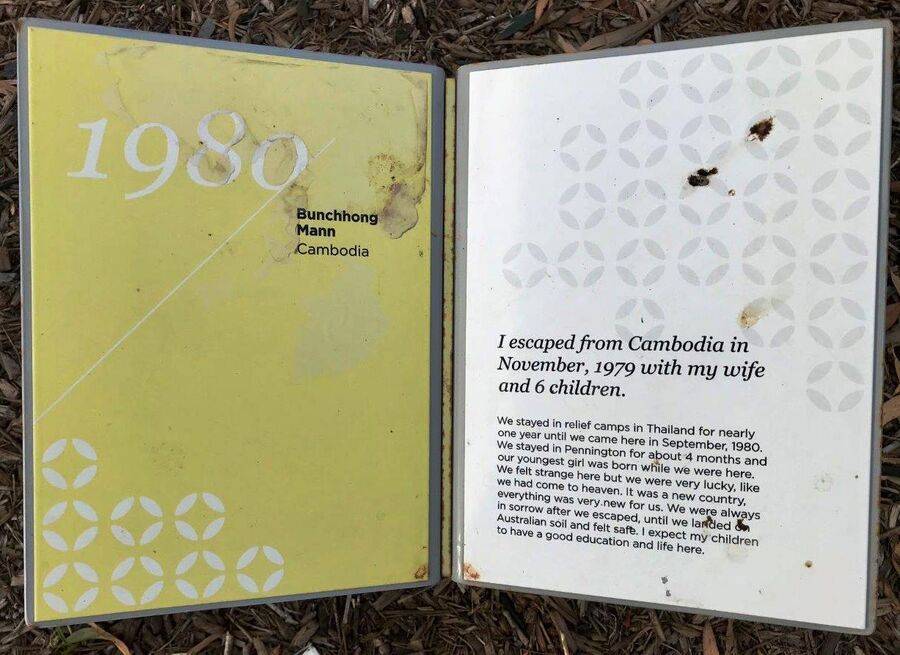 1980
Bunchhong
Mann
Cambodia
I escaped from Cambodia in
November, 1979 with my wife
and 6 children.
We stayed in relief camps in Thailand for nearly
one year until we came here in September, 1980.
We stayed in Pennington for about 4 months and
our youngest girl was born while we were here.
We felt strange here but we were very lucky, like
we had come to heaven. It was a new country,
everything was very new for us. We were always
in sorrow after we escaped, until we landed on
Australian soil and felt safe. I expect my children
to have a good education and life here.